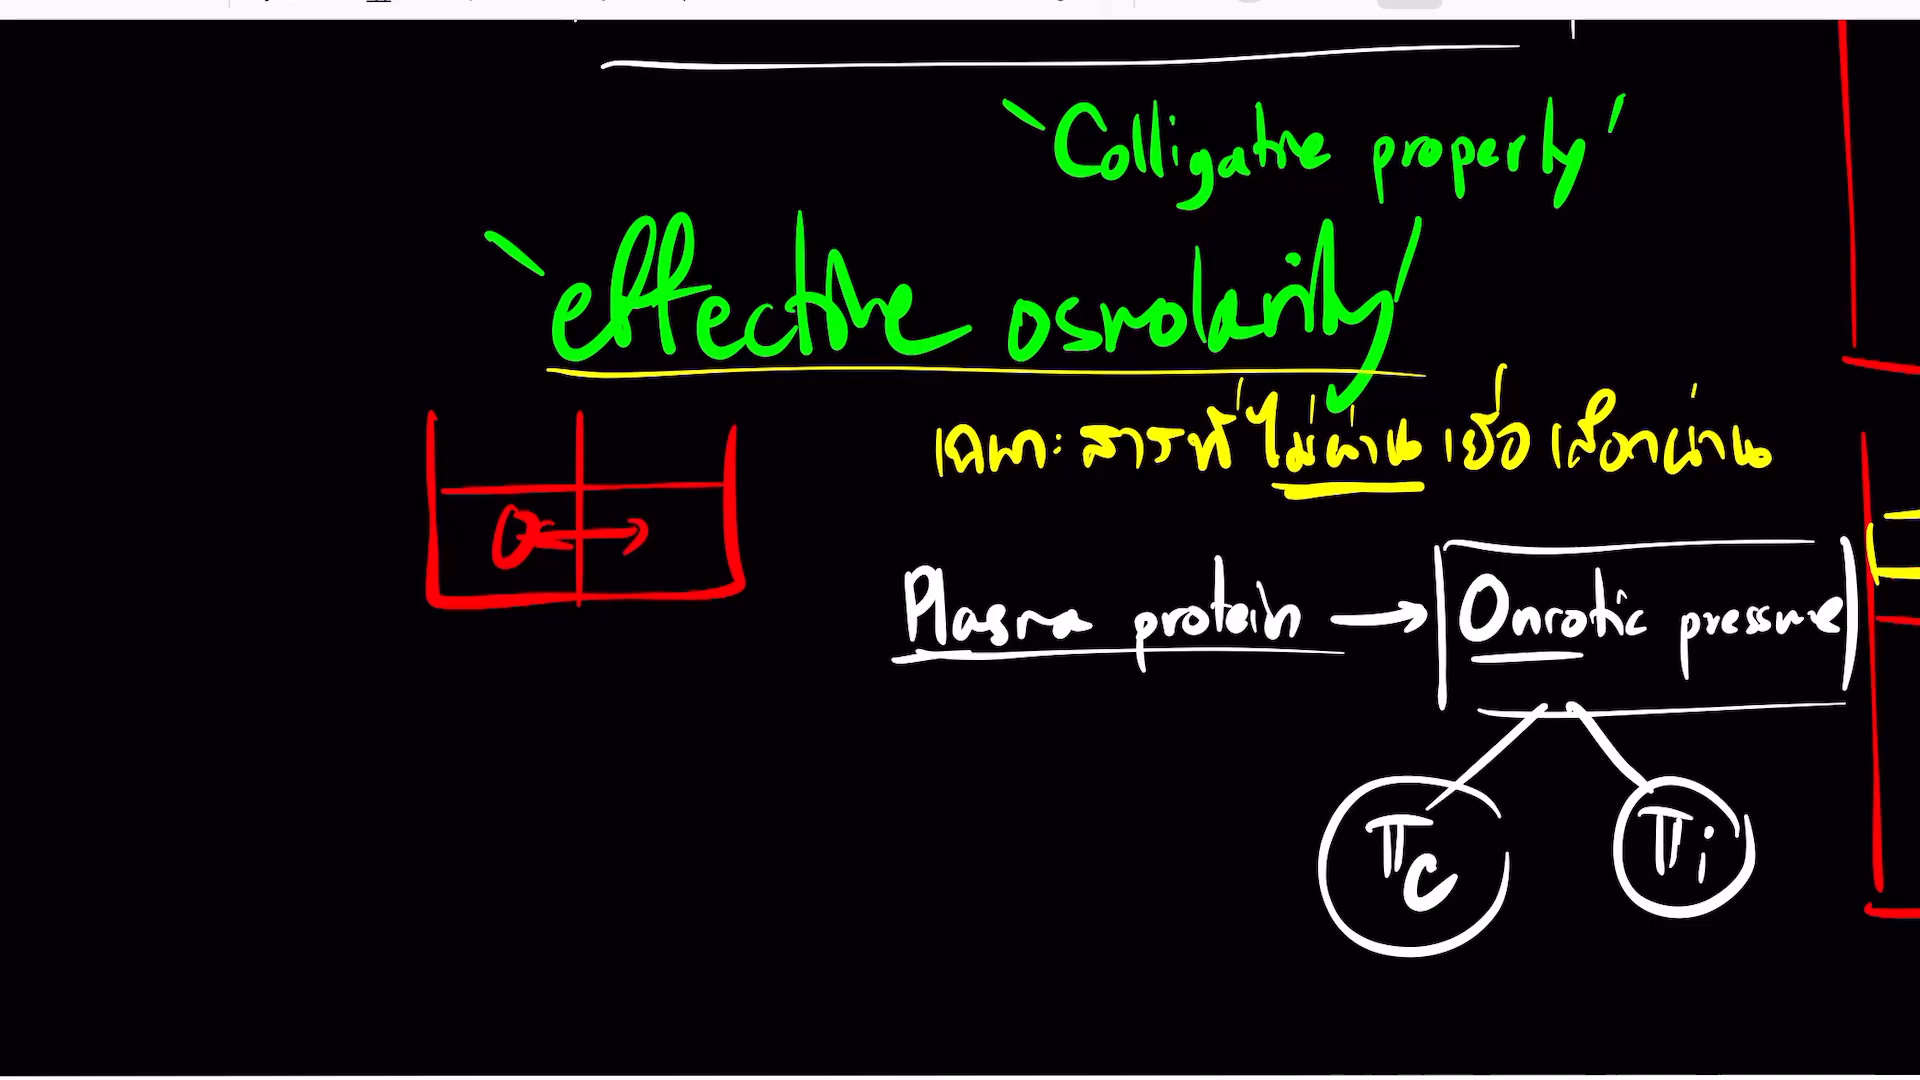 `Colligative property'
`effective osmolarity'
เฉพาะสารที่ไม่ผ่านเยื่อเลือกผ่าน
Plasma protein → Oncotic pressure
πc πi